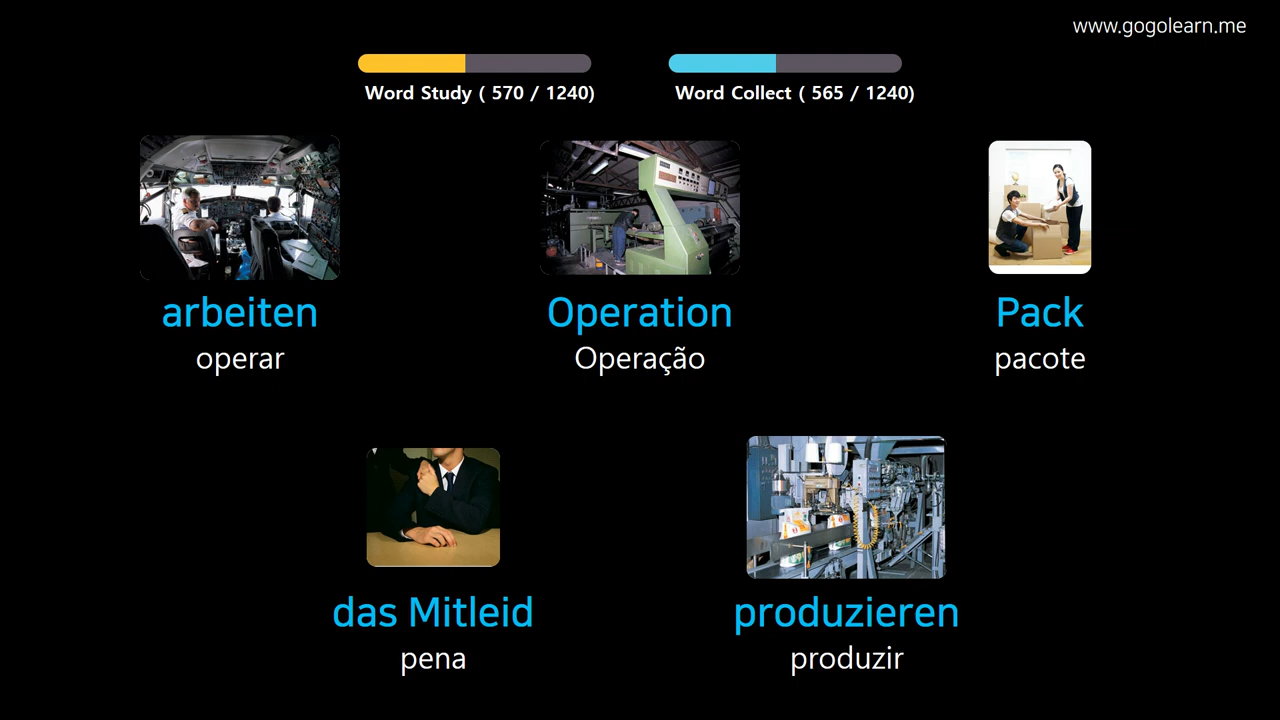 www.gogolearn.me
Word Study ( 570 / 1240)
Word Collect ( 565 / 1240)
arbeiten
operar
Operation
Operação
Pack
pacote
das Mitleid
pena
produzieren
produzir